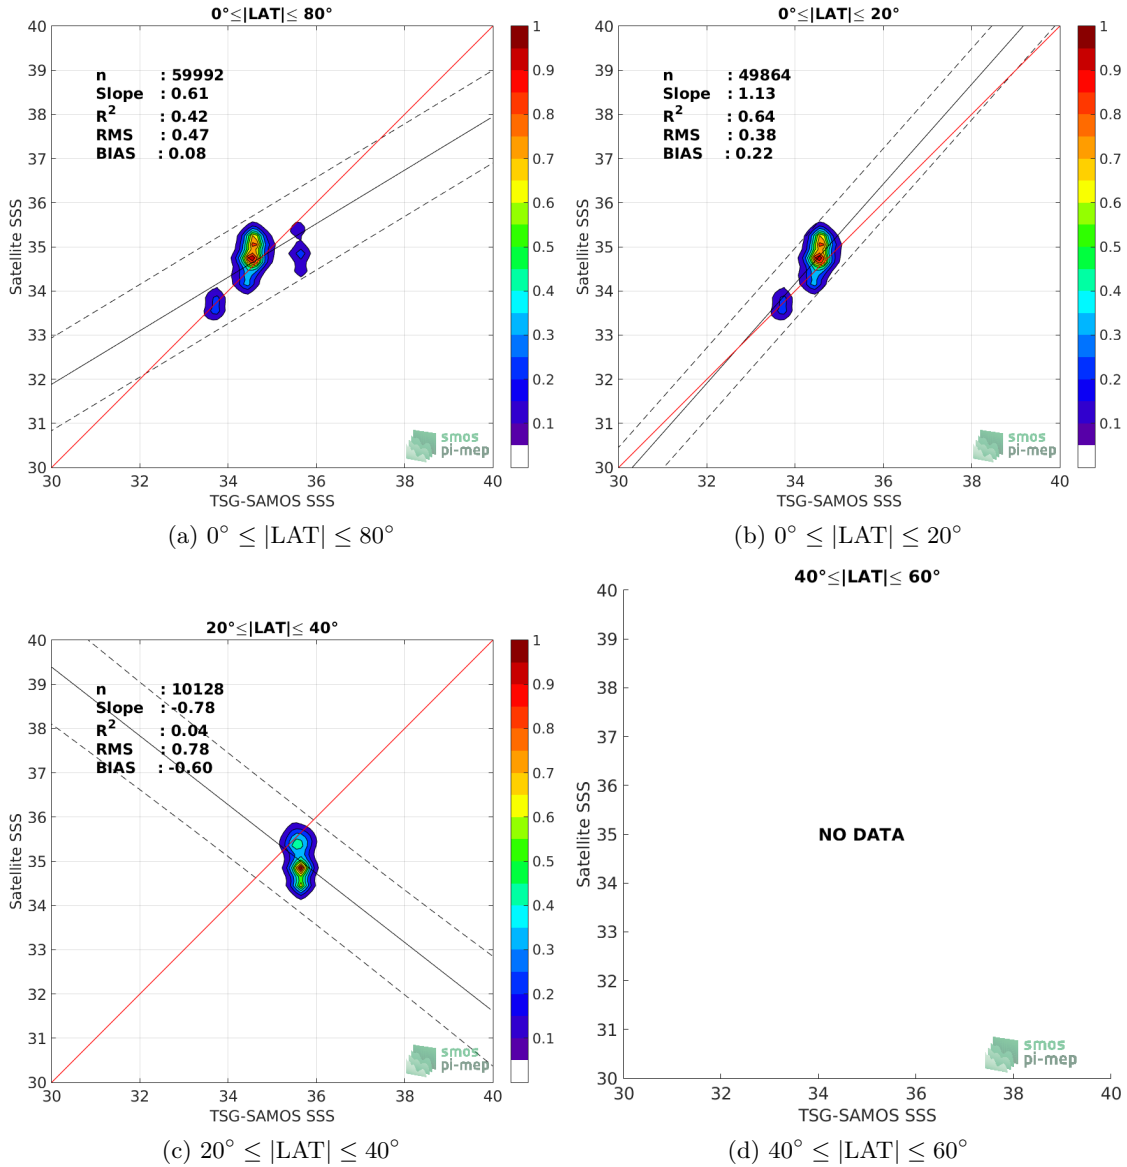 0°≤|LAT|≤ 80°
40
39
38
37
36
35
34
33
32
31
30
30
32
34
36
38
40
Satellite SSS
TSG-SAMOS SSS
n : 59992
Slope : 0.61
R² : 0.42
RMS : 0.47
BIAS : 0.08
1
0.9
0.8
0.7
0.6
0.5
0.4
0.3
0.2
0.1
smos
pi-mep
(a) 0° ≤ |LAT| ≤ 80°
0°≤|LAT|≤ 20°
40
39
38
37
36
35
34
33
32
31
30
30
32
34
36
38
40
Satellite SSS
TSG-SAMOS SSS
n : 49864
Slope : 1.13
R² : 0.64
RMS : 0.38
BIAS : 0.22
1
0.9
0.8
0.7
0.6
0.5
0.4
0.3
0.2
0.1
smos
pi-mep
(b) 0° ≤ |LAT| ≤ 20°
20°≤|LAT|≤ 40°
40
39
38
37
36
35
34
33
32
31
30
30
32
34
36
38
40
Satellite SSS
TSG-SAMOS SSS
n : 10128
Slope : -0.78
R² : 0.04
RMS : 0.78
BIAS : -0.60
1
0.9
0.8
0.7
0.6
0.5
0.4
0.3
0.2
0.1
smos
pi-mep
(c) 20° ≤ |LAT| ≤ 40°
40°≤|LAT|≤ 60°
40
39
38
37
36
35
34
33
32
31
30
30
32
34
36
38
40
Satellite SSS
TSG-SAMOS SSS
NO DATA
smos
pi-mep
(d) 40° ≤ |LAT| ≤ 60°